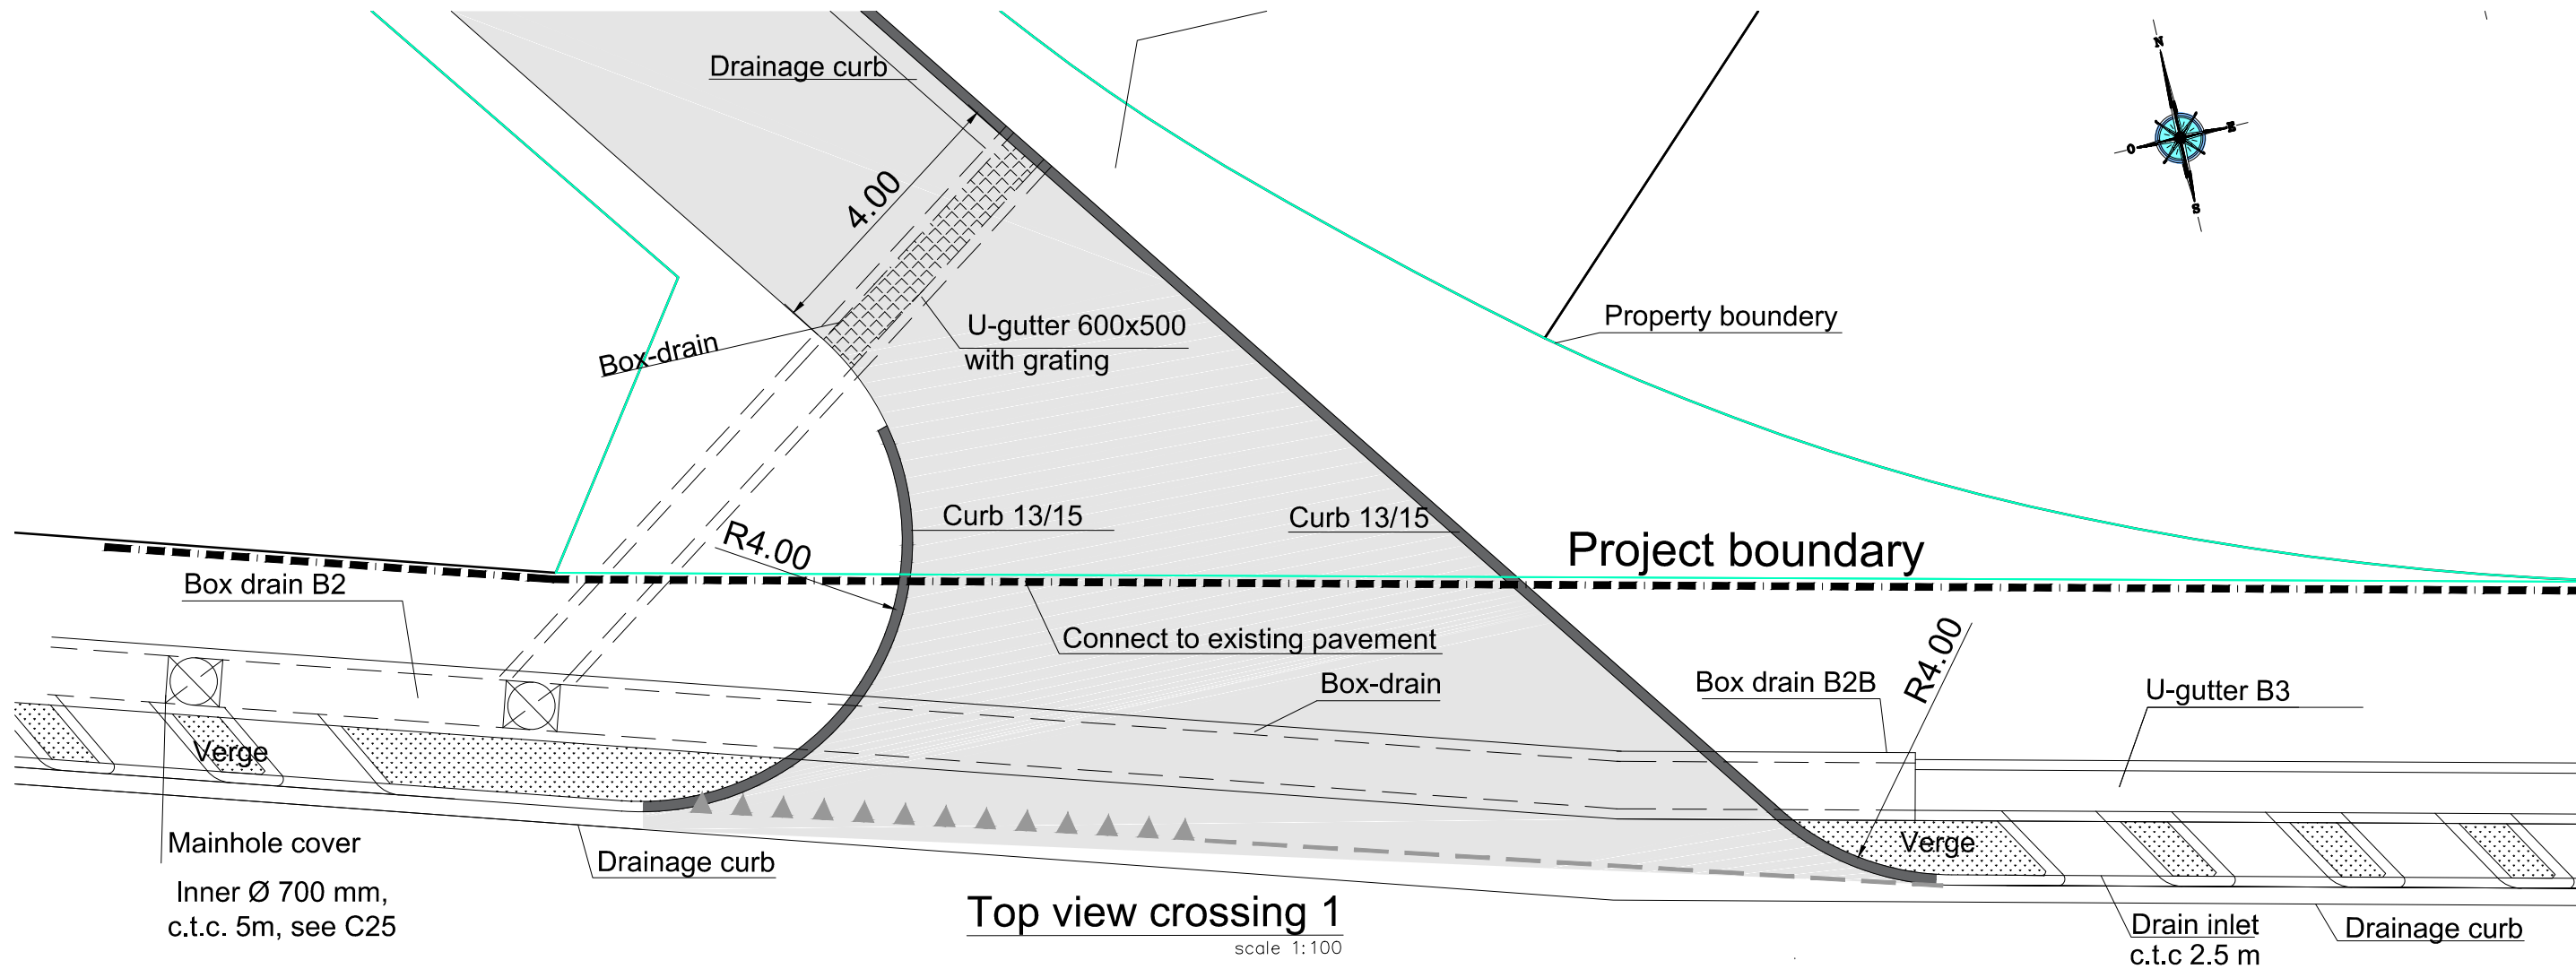 Drainage curb
N
E
O
S
4.00
Box-drain
U-gutter 600x500
with grating
Property boundery
Curb 13/15
Curb 13/15
R4.00
Project boundary
Box drain B2
Connect to existing pavement
Box-drain
Box drain B2B
R4.00
U-gutter B3
Verge
Verge
Mainhole cover
Inner Ø 700 mm,
c.t.c. 5m, see C25
Drainage curb
Top view crossing 1
scale 1:100
Drain inlet
c.t.c 2.5 m
Drainage curb